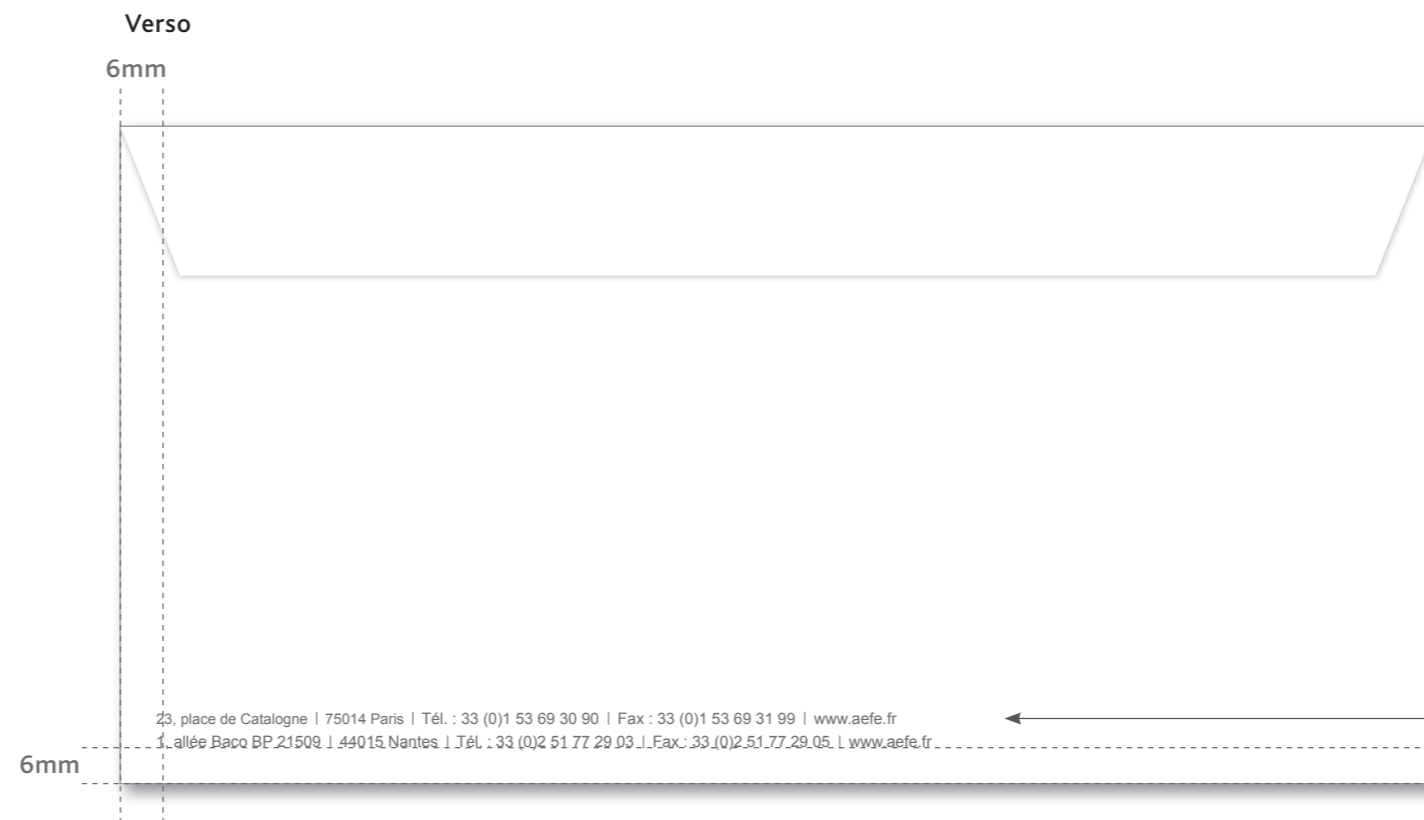 Verso
6mm
23, place de Catalogne | 75014 Paris | Tél. : 33 (0)1 53 69 30 90 | Fax : 33 (0)1 53 69 31 99 | www.aefe.fr
1, allée Baco BP 21509 | 44015 Nantes | Tél. : 33 (0)2 51 77 29 03 | Fax : 33 (0)2 51 77 29 05 | www.aefe.fr
6mm